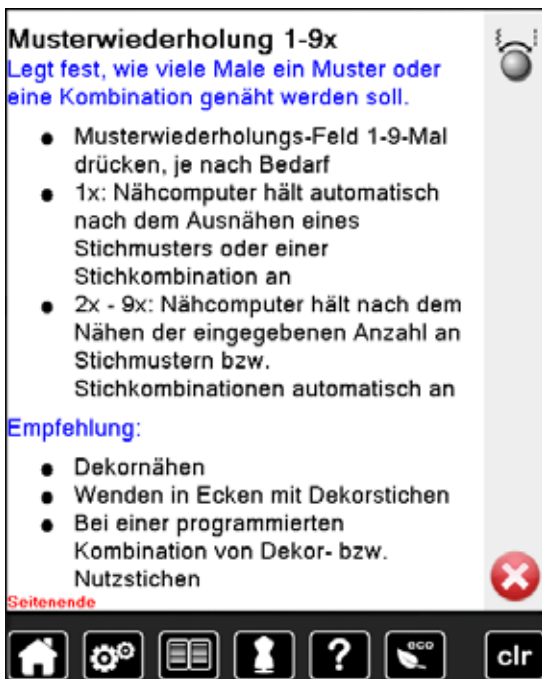 Musterwiederholung 1-9x
Legt fest, wie viele Male ein Muster oder
eine Kombination genäht werden soll.
● Musterwiederholungs-Feld 1-9-Mal
drücken, je nach Bedarf
● 1x: Nähcomputer hält automatisch
nach dem Ausnähen eines
Stichmusters oder einer
Stichkombination an
● 2x - 9x: Nähcomputer hält nach dem
Nähen der eingegebenen Anzahl an
Stichmustern bzw.
Stichkombinationen automatisch an
Empfehlung:
● Dekornähen
● Wenden in Ecken mit Dekorstichen
● Bei einer programmierten
Kombination von Dekor- bzw.
Nutzstichen
Seitenende
? eco clr